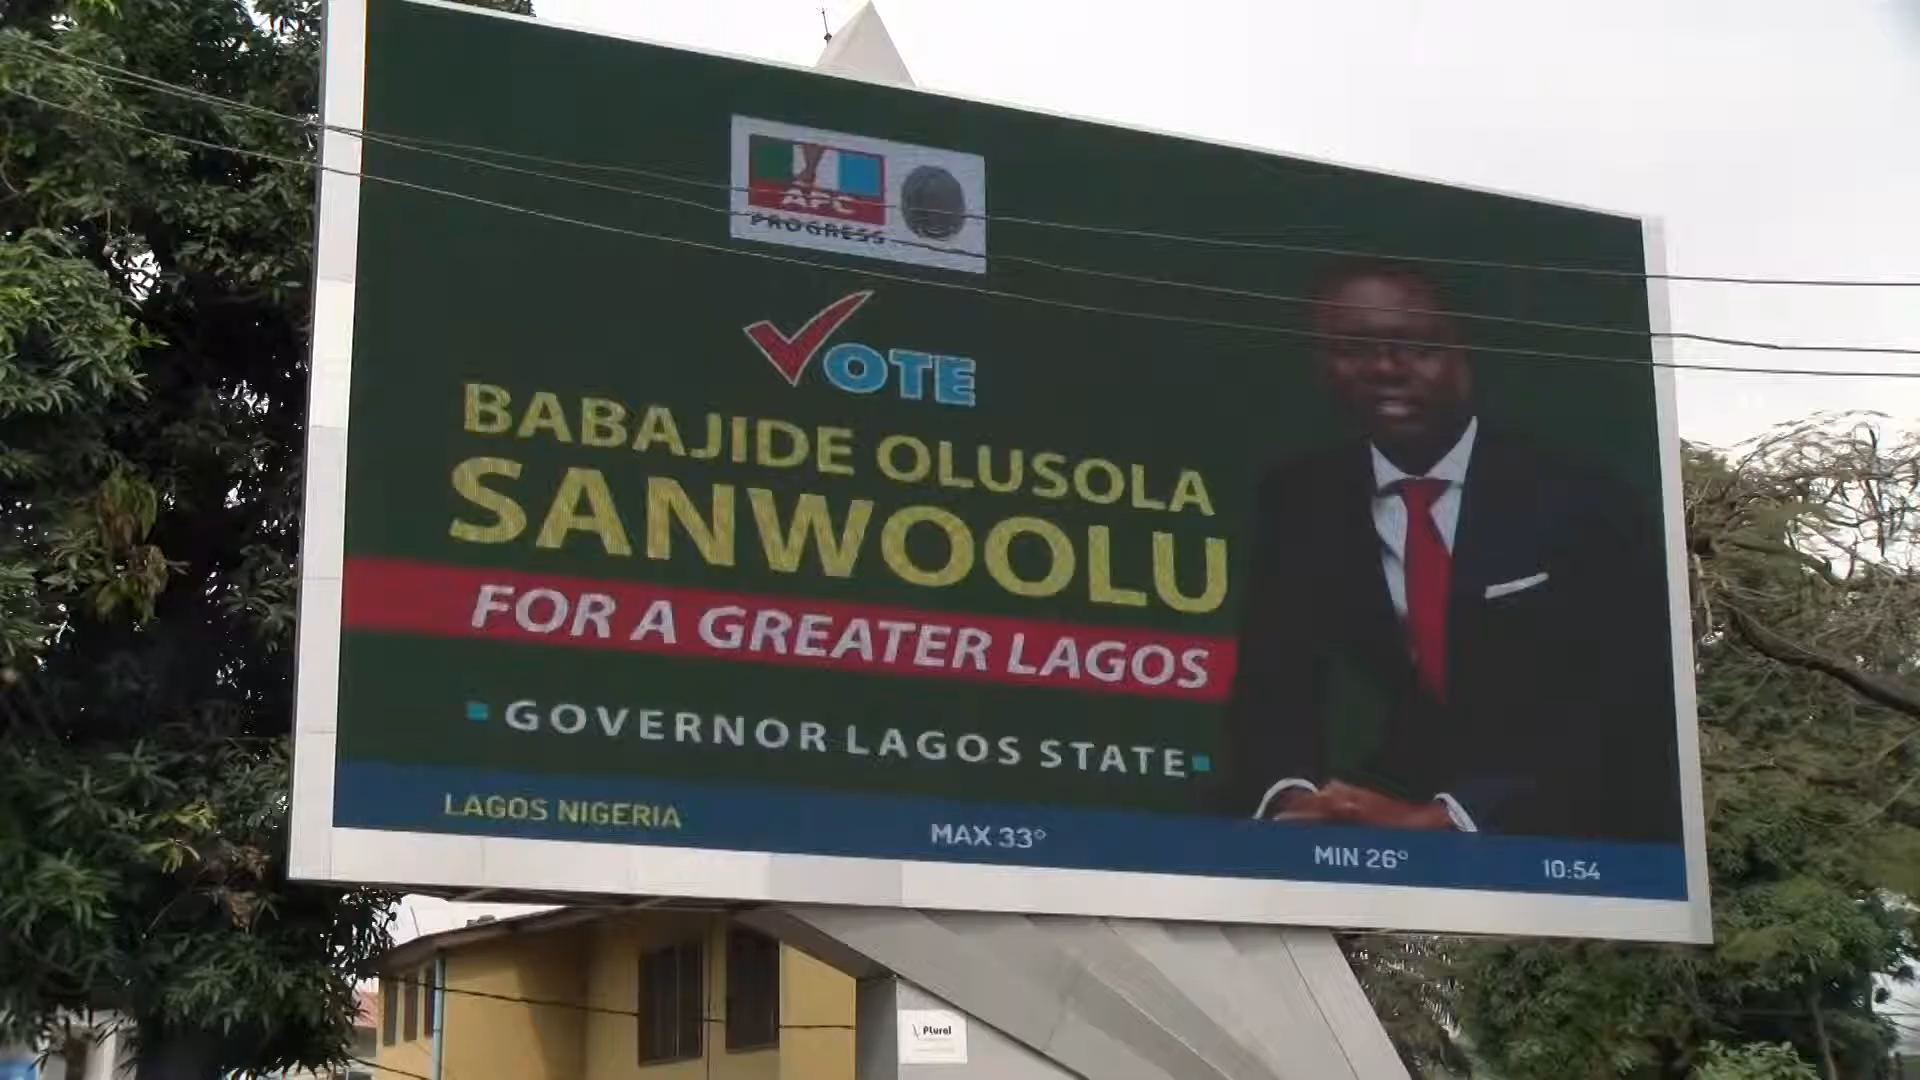 APC
PROGRESS
VOTE
BABAJIDE OLUSOLA
SANWOOLU
FOR A GREATER LAGOS
GOVERNOR LAGOS STATE
LAGOS NIGERIA
MAX 33°
MIN 26°
10:54
Plural